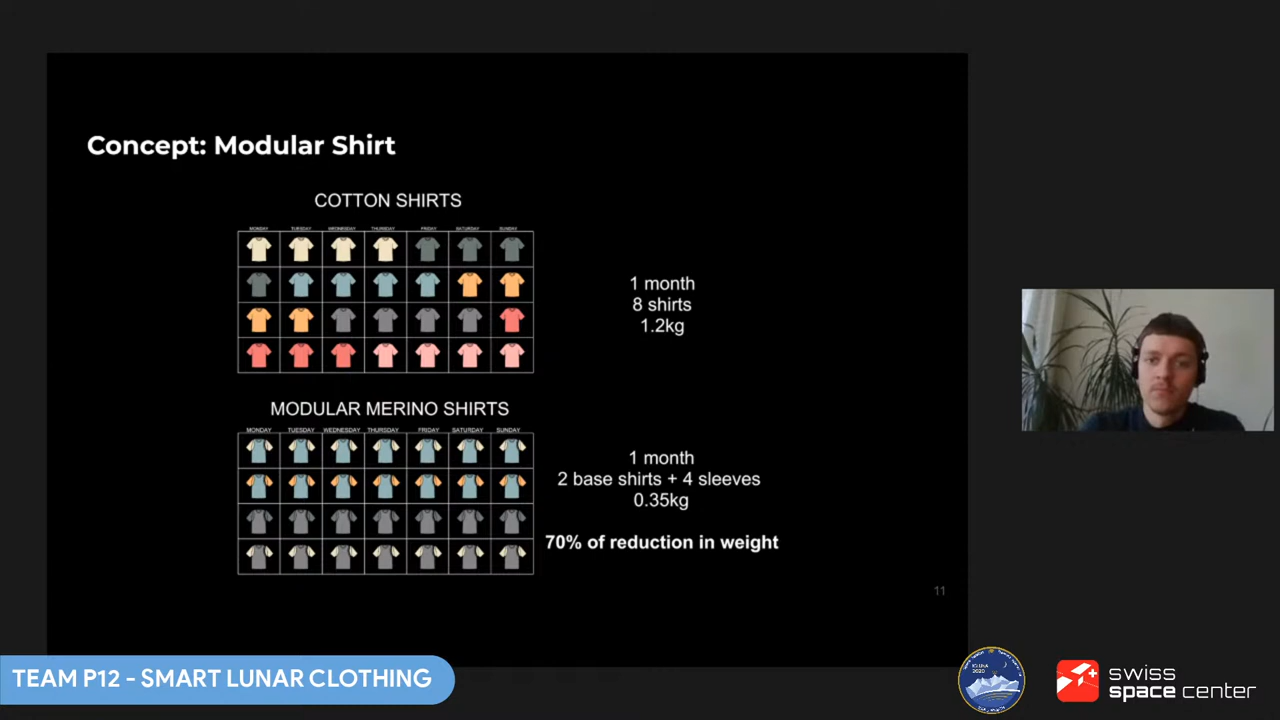 Concept: Modular Shirt
COTTON SHIRTS
MONDAY TUESDAY WEDNESDAY THURSDAY FRIDAY SATURDAY SUNDAY
1 month
8 shirts
1.2kg
MODULAR MERINO SHIRTS
MONDAY TUESDAY WEDNESDAY THURSDAY FRIDAY SATURDAY SUNDAY
1 month
2 base shirts + 4 sleeves
0.35kg
70% of reduction in weight
11
TEAM P12 - SMART LUNAR CLOTHING
IGLUNA
2020
swiss
space center